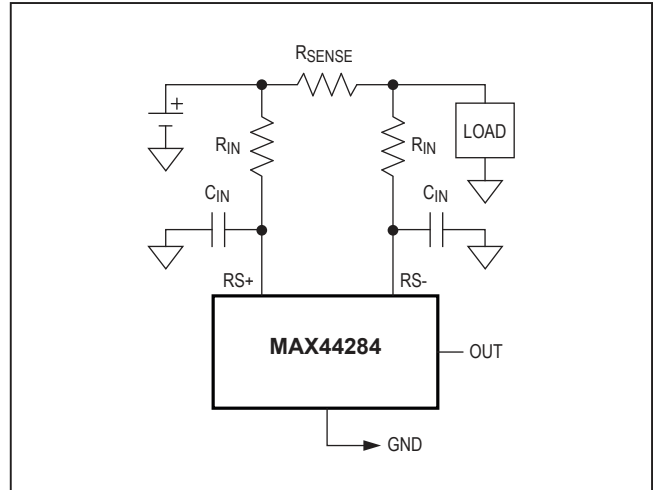 RSENSE
+
RIN
RIN
LOAD
CIN
CIN
RS+
RS-
MAX44284
OUT
GND